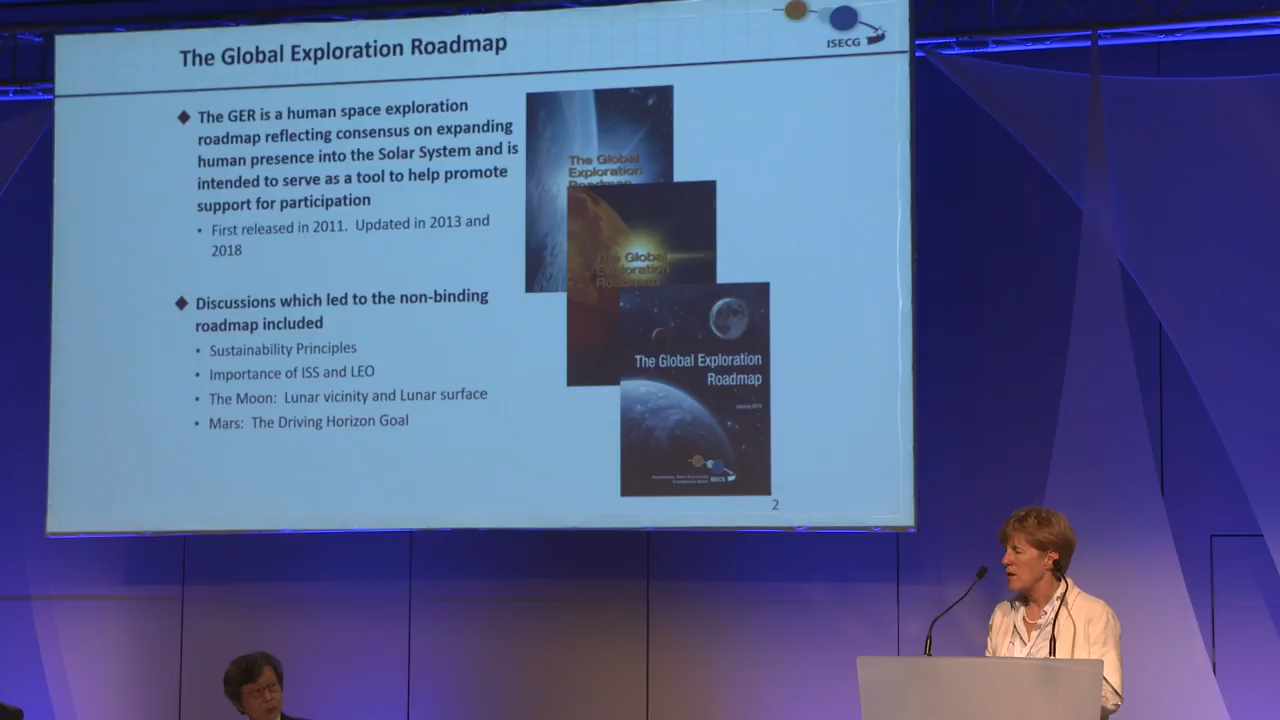 The Global Exploration Roadmap
ISECG
The GER is a human space exploration
roadmap reflecting consensus on expanding
human presence into the Solar System and is
intended to serve as a tool to help promote
support for participation
• First released in 2011. Updated in 2013 and
2018
Discussions which led to the non-binding
roadmap included
• Sustainability Principles
• Importance of ISS and LEO
• The Moon: Lunar vicinity and Lunar surface
• Mars: The Driving Horizon Goal
The Global
Exploration
Roadmap
The Global
Exploration
Roadmap
The Global Exploration
Roadmap
ISECG
2